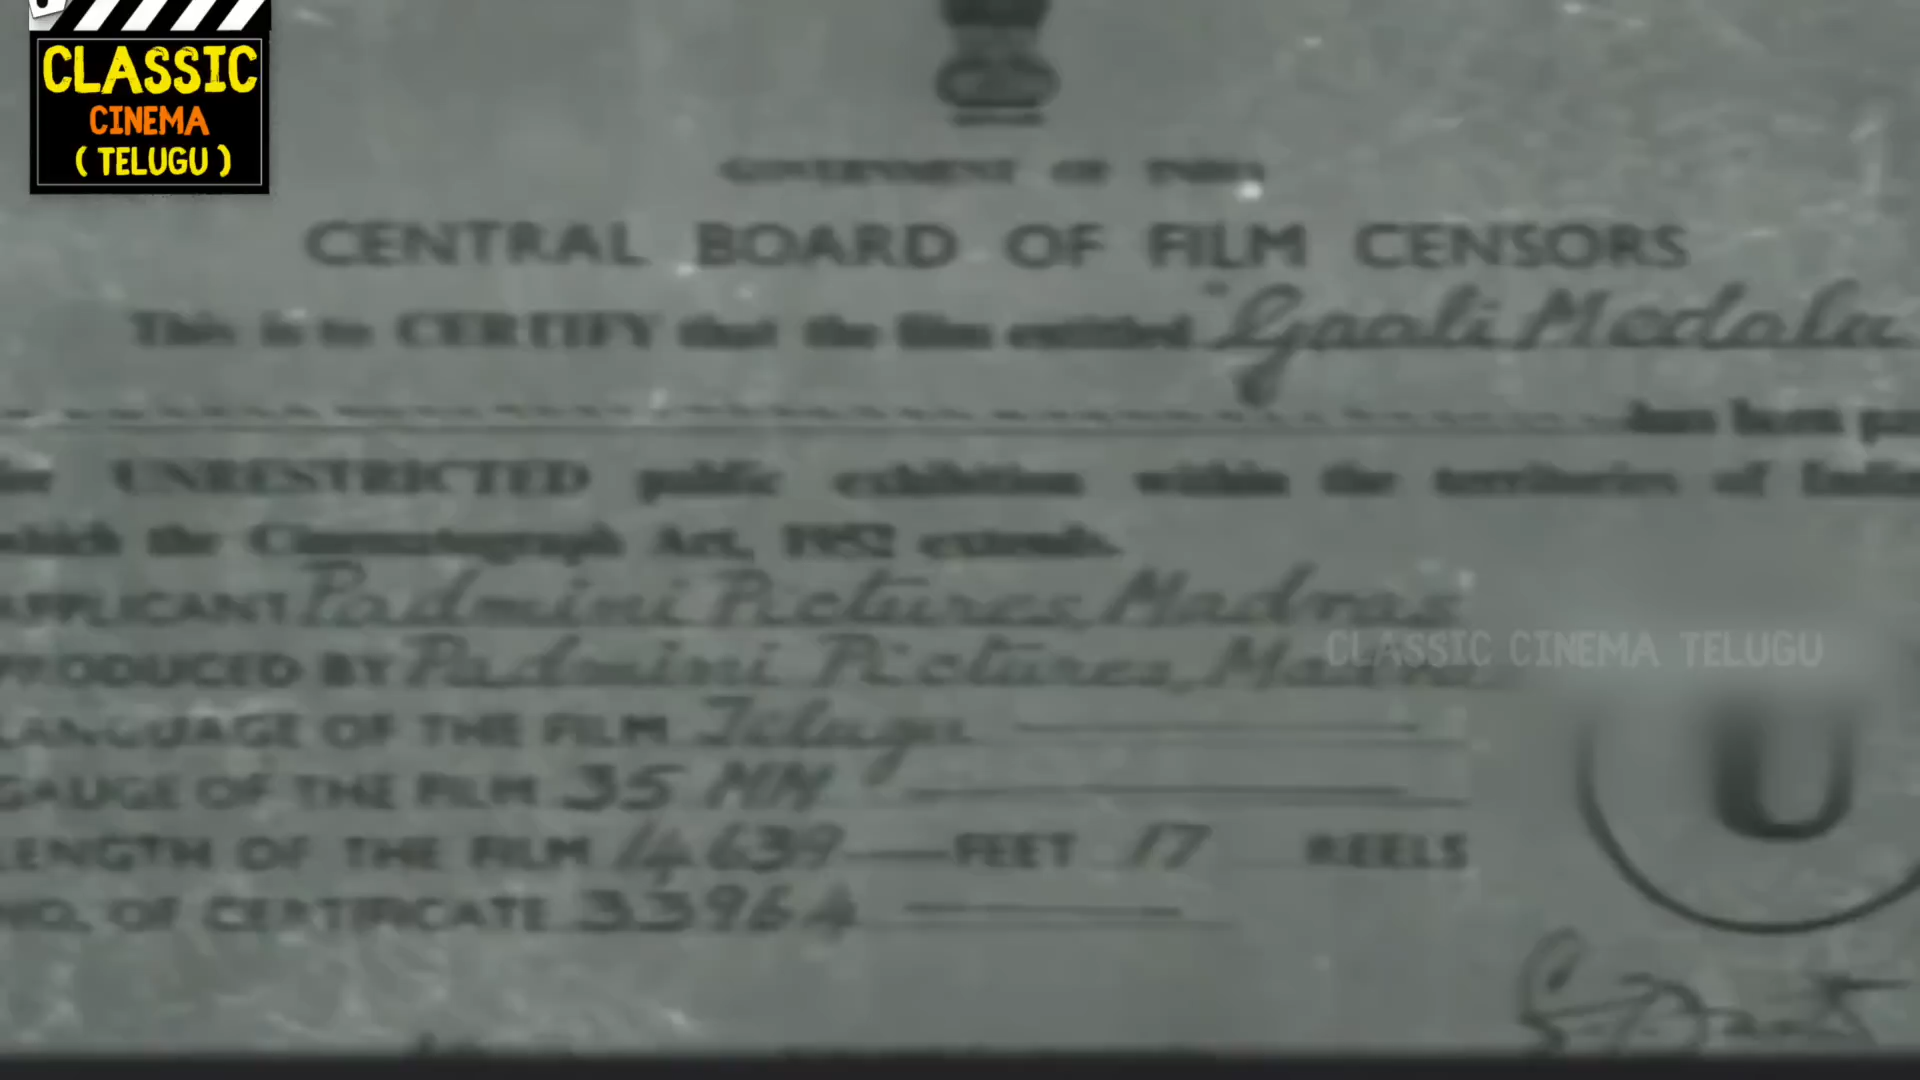 CLASSIC
CINEMA
( TELUGU )
GOVERNMENT OF INDIA
CENTRAL BOARD OF FILM CENSORS
This is to CERTIFY that the film entitled "Gaali Medalu
has been
UNRESTRICTED public exhibition within the territories of India
which the Cinematograph Act, 1952 extends.
APPLICANT Padmini Pictures, Madras
PRODUCED BY Padmini Pictures, Madras
CLASSIC CINEMA TELUGU
LANGUAGE OF THE FILM Telugu
U
GAUGE OF THE FILM 35 MM
LENGTH OF THE FILM 14639 FEET 17 REELS
NO. OF CERTIFICATE 33964